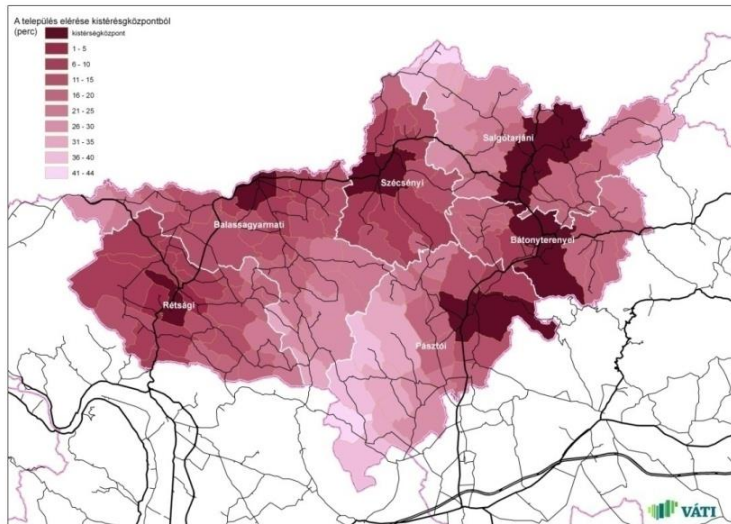 A település elérése kistérésgközpontból
(perc)
kistérségközpont
1 - 5
6 - 10
11 - 15
16 - 20
21 - 25
26 - 30
31 - 35
36 - 40
41 - 44
Salgótarjáni
Szécsényi
Balassagyarmati
Bátonyterenyei
Rétsági
Pásztói
VÁTI